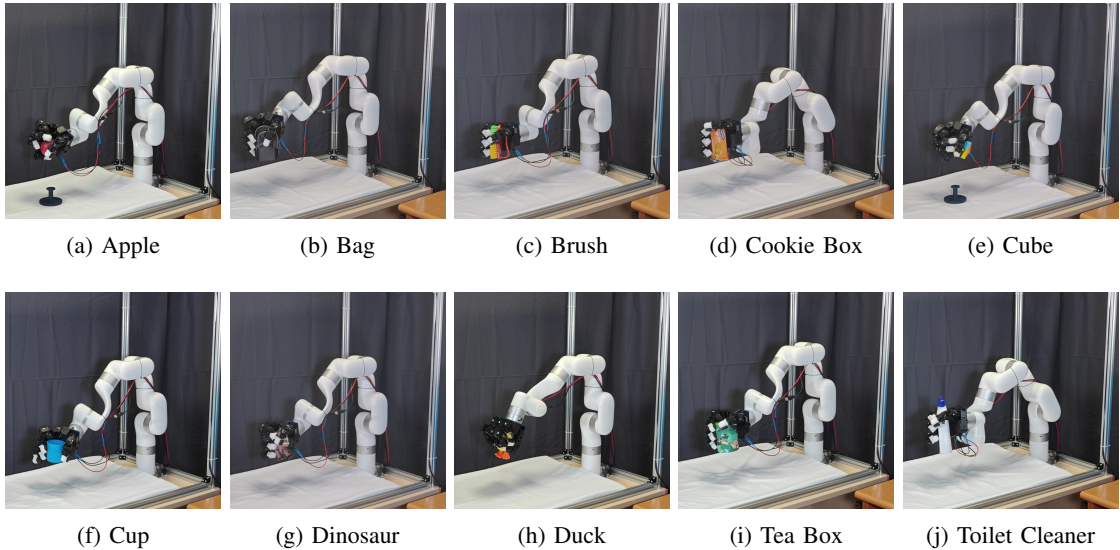 (a) Apple
(b) Bag
(c) Brush
(d) Cookie Box
(e) Cube
(f) Cup
(g) Dinosaur
(h) Duck
(i) Tea Box
(j) Toilet Cleaner